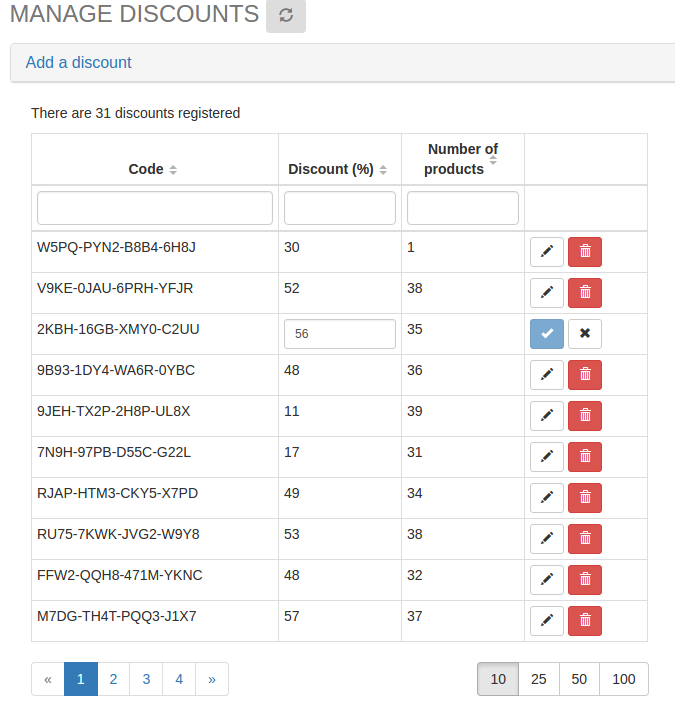 MANAGE DISCOUNTS
Add a discount
There are 31 discounts registered
Code Discount (%) Number of products
W5PQ-PYN2-B8B4-6H8J 30 1
V9KE-0JAU-6PRH-YFJR 52 38
2KBH-16GB-XMY0-C2UU 56 35
9B93-1DY4-WA6R-0YBC 48 36
9JEH-TX2P-2H8P-UL8X 11 39
7N9H-97PB-D55C-G22L 17 31
RJAP-HTM3-CKY5-X7PD 49 34
RU75-7KWK-JVG2-W9Y8 53 38
FFW2-QQH8-471M-YKNC 48 32
M7DG-TH4T-PQQ3-J1X7 57 37
« 1 2 3 4 » 10 25 50 100